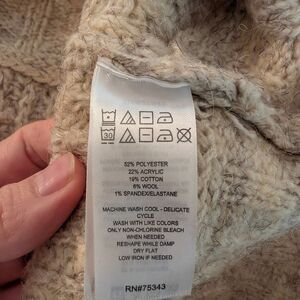 30
52% POLYESTER
22% ACRYLIC
19% COTTON
6% WOOL
1% SPANDEX/ELASTANE
MACHINE WASH COOL - DELICATE
CYCLE
WASH WITH LIKE COLORS
ONLY NON-CHLORINE BLEACH
WHEN NEEDED
RESHAPE WHILE DAMP
DRY FLAT
LOW IRON IF NEEDED
RN#75343